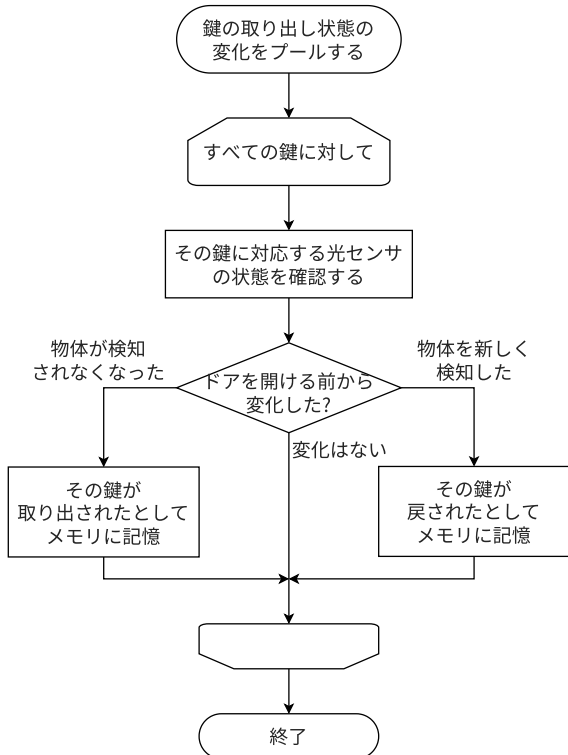 鍵の取り出し状態の
変化をプールする
すべての鍵に対して
その鍵に対応する光センサ
の状態を確認する
物体が検知
されなくなった
ドアを開ける前から
変化した?
物体を新しく
検知した
変化はない
その鍵が
取り出されたとして
メモリに記憶
その鍵が
戻されたとして
メモリに記憶
終了